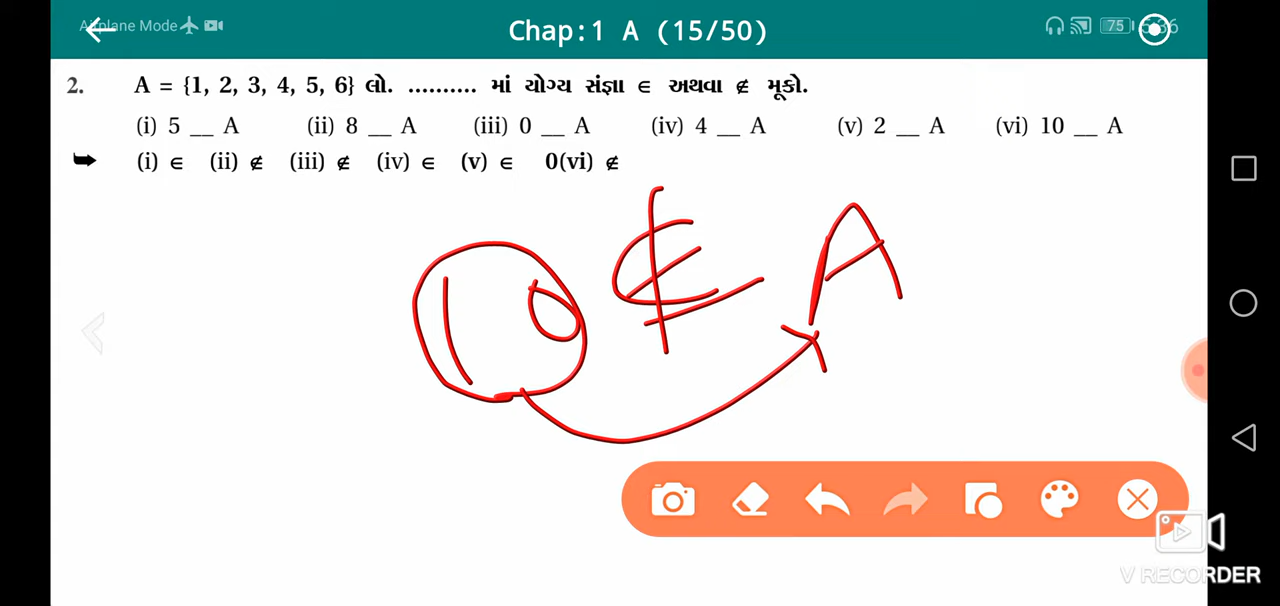 Airplane Mode
Chap:1 A (15/50)
75
2. A = {1, 2, 3, 4, 5, 6} લો. .......... માં યોગ્ય સંજ્ઞા ∈ અથવા ∉ મૂકો.
(i) 5 __ A (ii) 8 __ A (iii) 0 __ A (iv) 4 __ A (v) 2 __ A (vi) 10 __ A
➥ (i) ∈ (ii) ∉ (iii) ∉ (iv) ∈ (v) ∈ 0(vi) ∉
10 ∉ A
V RECORDER